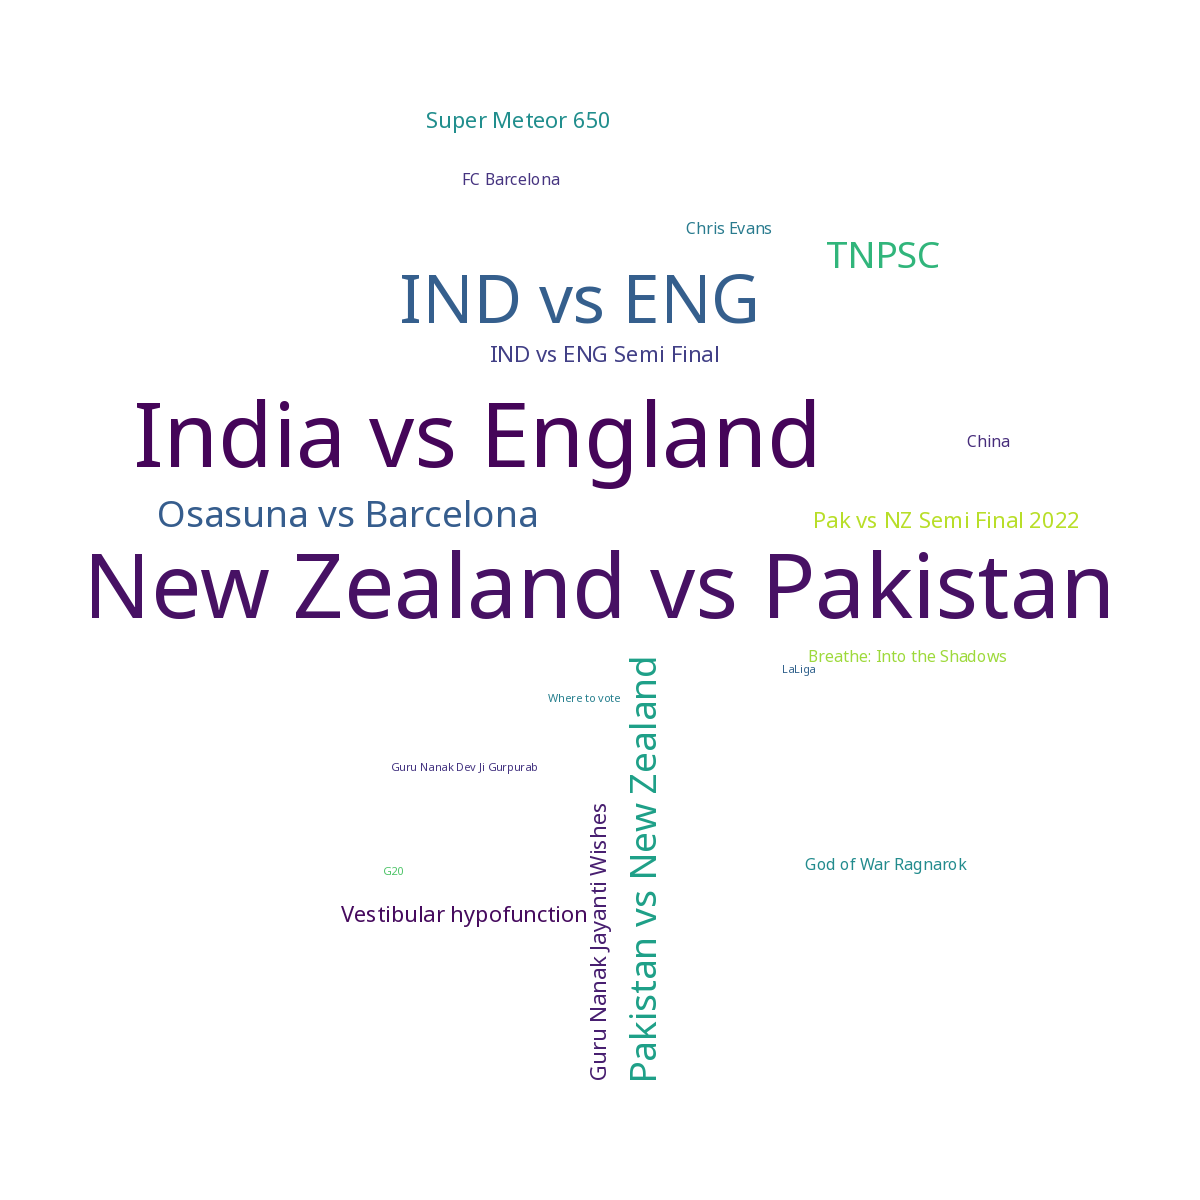 Super Meteor 650
FC Barcelona
Chris Evans
TNPSC
IND vs ENG
IND vs ENG Semi Final
India vs England
China
Osasuna vs Barcelona
Pak vs NZ Semi Final 2022
New Zealand vs Pakistan
Breathe: Into the Shadows
LaLiga
Where to vote
Pakistan vs New Zealand
Guru Nanak Dev Ji Gurpurab
Guru Nanak Jayanti Wishes
God of War Ragnarok
G20
Vestibular hypofunction